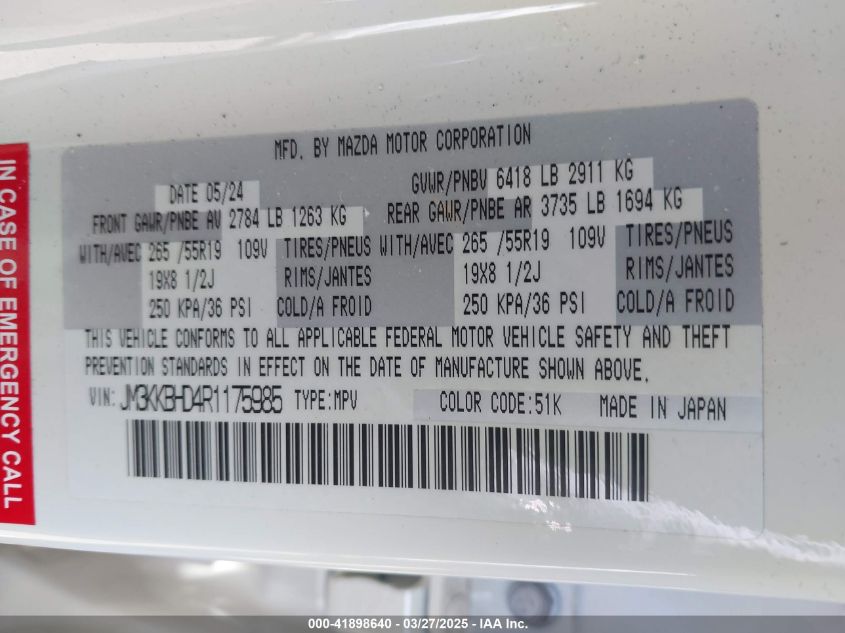 MFD. BY MAZDA MOTOR CORPORATION
DATE 05/24 GVWR/PNBV 6418 LB 2911 KG
FRONT GAWR/PNBE AV 2784 LB 1263 KG REAR GAWR/PNBE AR 3735 LB 1694 KG
WITH/AVEC 265 /55R19 109V TIRES/PNEUS WITH/AVEC 265 /55R19 109V TIRES/PNEUS
19X8 1/2J RIMS/JANTES 19X8 1/2J RIMS/JANTES
250 KPA/36 PSI COLD/A FROID 250 KPA/36 PSI COLD/A FROID
THIS VEHICLE CONFORMS TO ALL APPLICABLE FEDERAL MOTOR VEHICLE SAFETY AND THEFT
PREVENTION STANDARDS IN EFFECT ON THE DATE OF MANUFACTURE SHOWN ABOVE.
VIN: JM3KKBHD4R1175985 TYPE:MPV COLOR CODE:51K MADE IN JAPAN
IN CASE OF EMERGENCY CALL
000-41898640 - 03/27/2025 - IAA Inc.